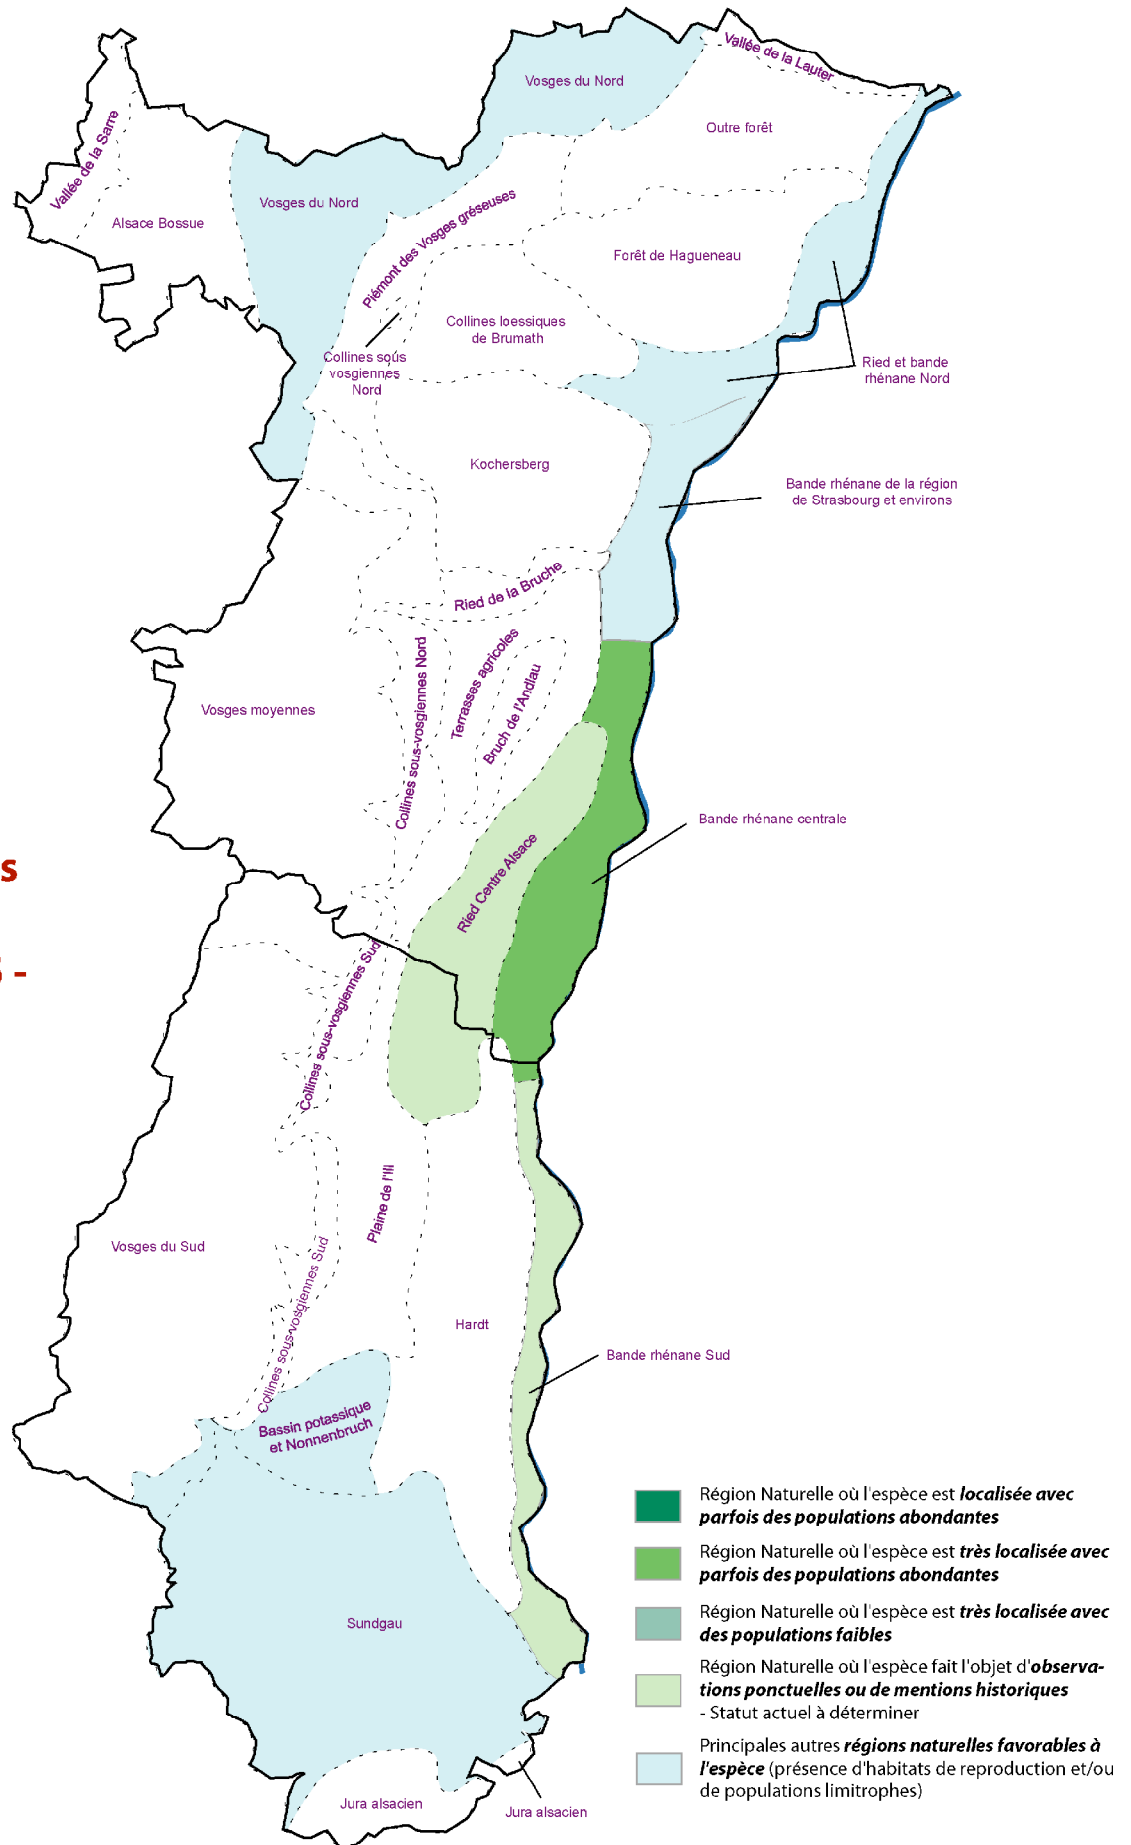 Vallée de la Lauter
Vosges du Nord
Outre forêt
Vallée de la Sarre
Vosges du Nord
Alsace Bossue
Piémont des Vosges gréseuses
Forêt de Hagueneau
Collines loessiques
de Brumath
Collines sous
vosgiennes
Nord
Ried et bande
rhénane Nord
Kochersberg
Bande rhénane de la région
de Strasbourg et environs
Ried de la Bruche
Terrasses agricoles
Collines sous-vosgiennes Nord
Bruch de l'Andlau
Vosges moyennes
Bande rhénane centrale
s
Ried Centre Alsace
-
Collines sous-vosgiennes Sud
Plaine de l'Ill
Vosges du Sud
Collines sous-vosgiennes Sud
Hardt
Bande rhénane Sud
Bassin potassique
et Nonnenbruch
Sundgau
Jura alsacien
Jura alsacien
Région Naturelle où l'espèce est localisée avec
parfois des populations abondantes
Région Naturelle où l'espèce est très localisée avec
parfois des populations abondantes
Région Naturelle où l'espèce est très localisée avec
des populations faibles
Région Naturelle où l'espèce fait l'objet d'observa-
tions ponctuelles ou de mentions historiques
- Statut actuel à déterminer
Principales autres régions naturelles favorables à
l'espèce (présence d'habitats de reproduction et/ou
de populations limitrophes)